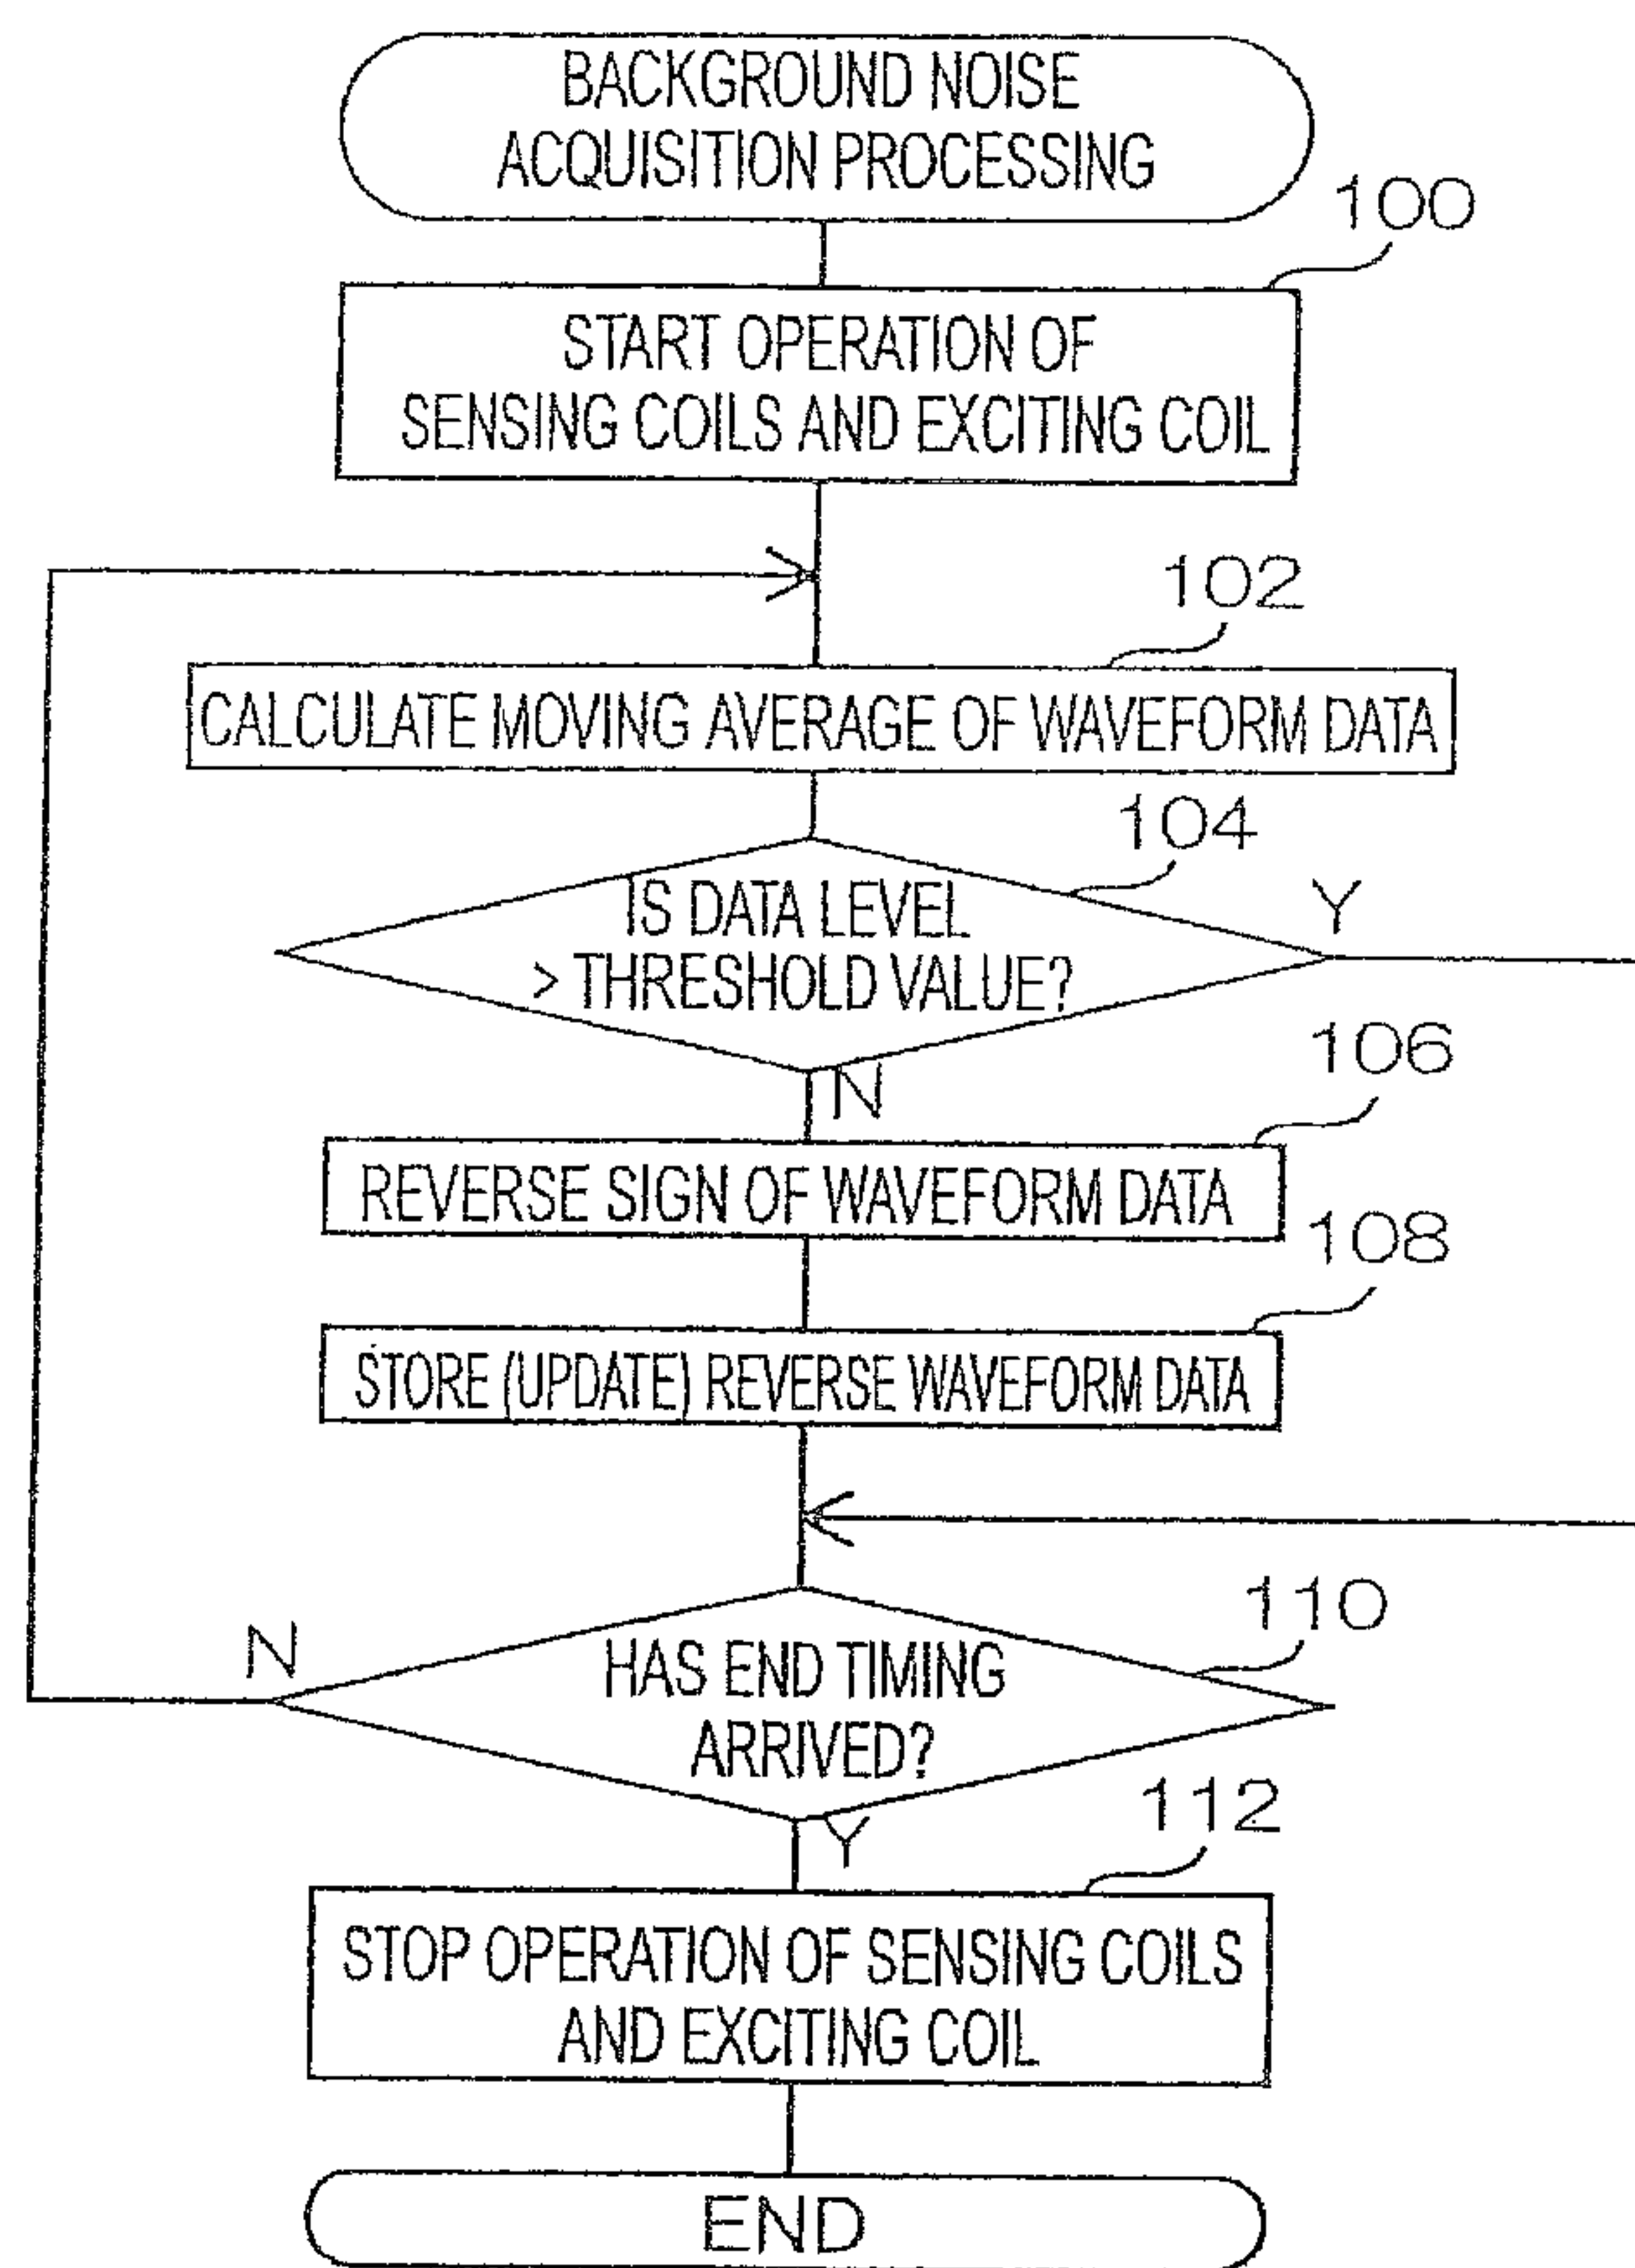 BACKGROUND NOISE
ACQUISITION PROCESSING
100
START OPERATION OF
SENSING COILS AND EXCITING COIL
102
CALCULATE MOVING AVERAGE OF WAVEFORM DATA
104
IS DATA LEVEL
> THRESHOLD VALUE?
Y
N
106
REVERSE SIGN OF WAVEFORM DATA
108
STORE (UPDATE) REVERSE WAVEFORM DATA
110
N
HAS END TIMING
ARRIVED?
Y
112
STOP OPERATION OF SENSING COILS
AND EXCITING COIL
END